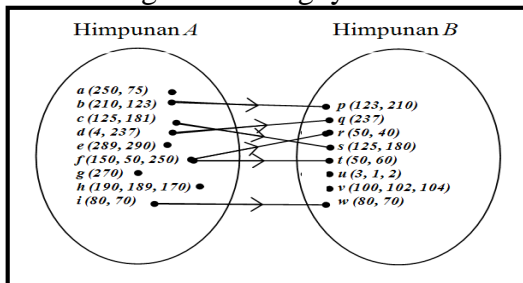 Himpunan A
Himpunan B
a (250, 75)
b (210, 123)
c (125, 181)
d (4, 237)
e (289, 290)
f (150, 50, 250)
g (270)
h (190, 189, 170)
i (80, 70)
p (123, 210)
q (237)
r (50, 40)
s (125, 180)
t (50, 60)
u (3, 1, 2)
v (100, 102, 104)
w (80, 70)